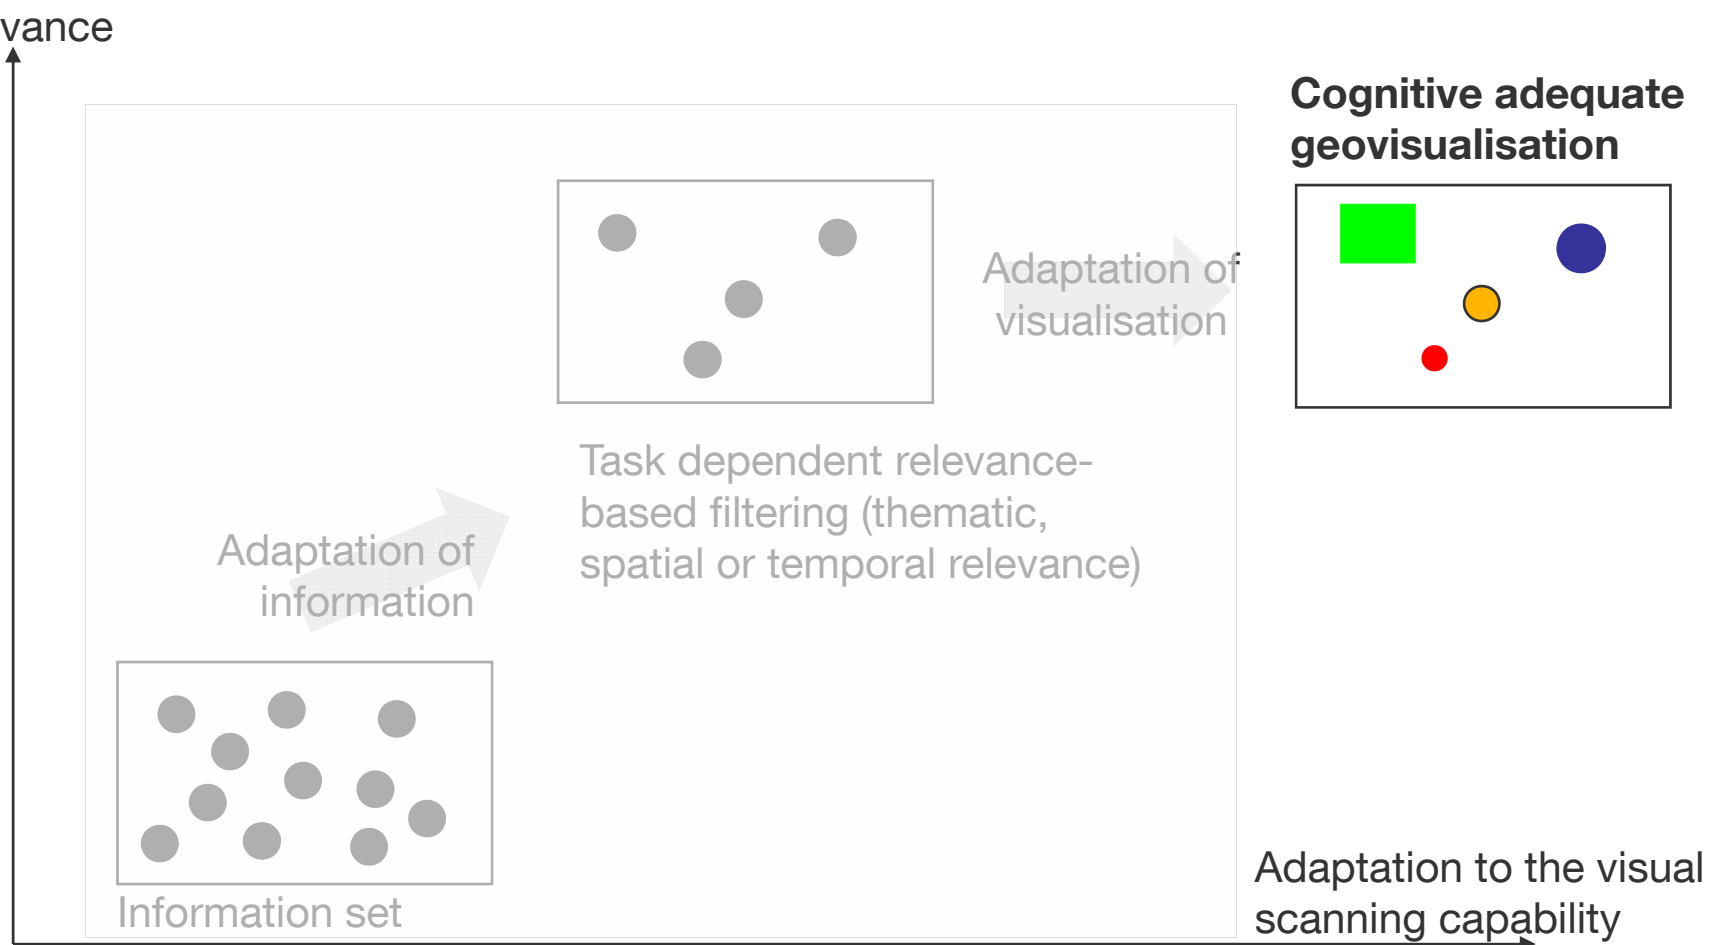 vance
Cognitive adequate
geovisualisation
Adaptation of
visualisation
Task dependent relevance-
based filtering (thematic,
spatial or temporal relevance)
Adaptation of
information
Information set
Adaptation to the visual
scanning capability